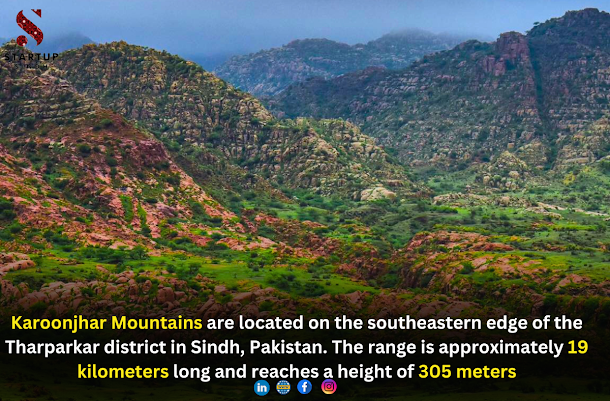 STARTUP
Karoonjhar Mountains are located on the southeastern edge of the
Tharparkar district in Sindh, Pakistan. The range is approximately 19
kilometers long and reaches a height of 305 meters